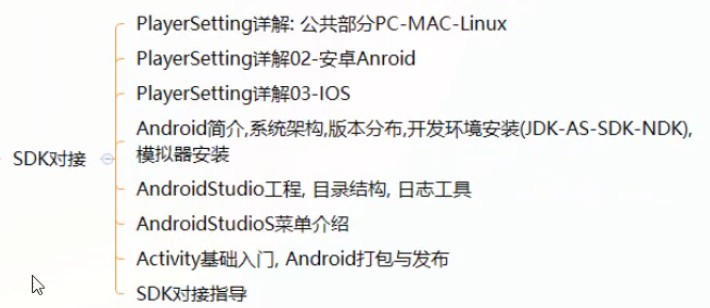 PlayerSetting详解: 公共部分PC-MAC-Linux
PlayerSetting详解02-安卓Anroid
PlayerSetting详解03-IOS
Android简介,系统架构,版本分布,开发环境安装(JDK-AS-SDK-NDK),
模拟器安装
SDK对接
AndroidStudio工程, 目录结构, 日志工具
AndroidStudioS菜单介绍
Activity基础入门, Android打包与发布
SDK对接指导